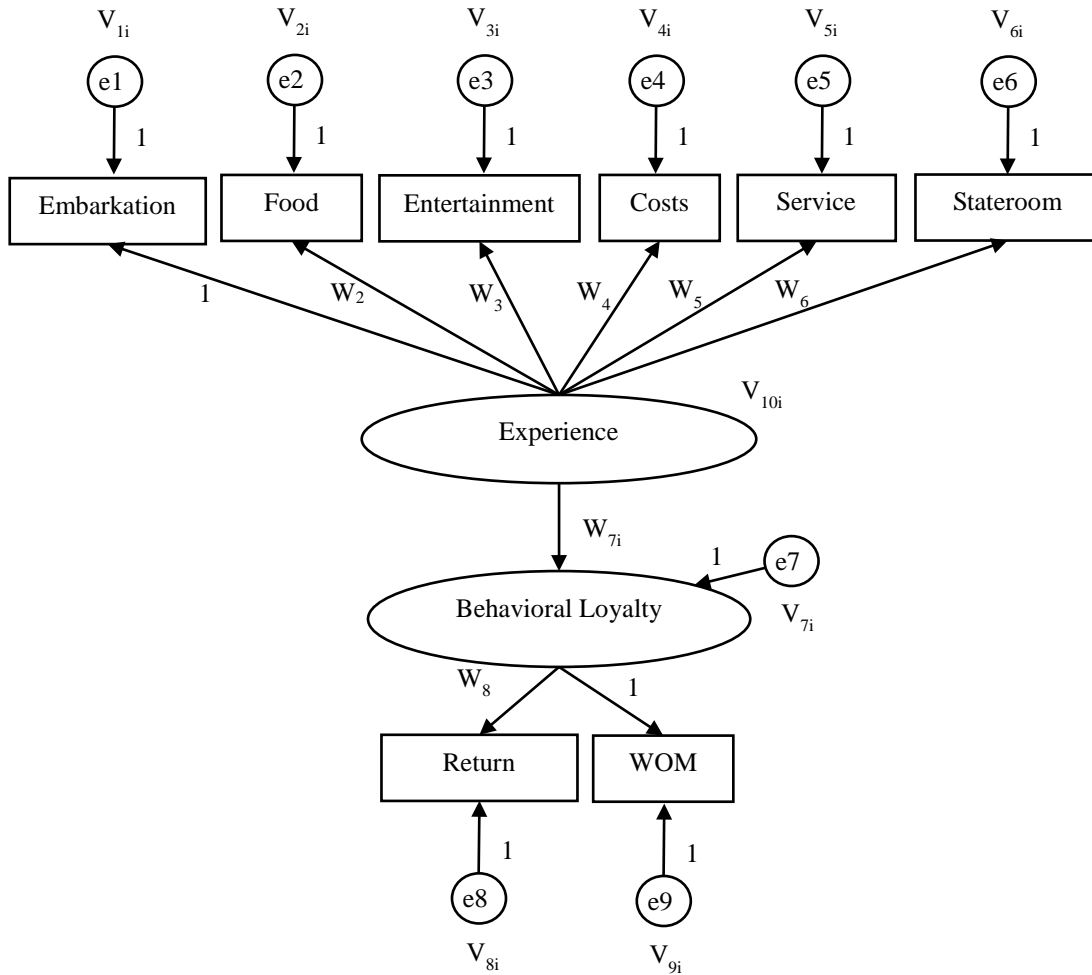 V1i V2i V3i V4i V5i V6i
e1 e2 e3 e4 e5 e6
1 1 1 1 1 1
Embarkation Food Entertainment Costs Service Stateroom
1 W2 W3 W4 W5 W6
V10i
Experience
W7i
1 e7
Behavioral Loyalty
V7i
W8 1
Return WOM
1 1
e8 e9
V8i V9i